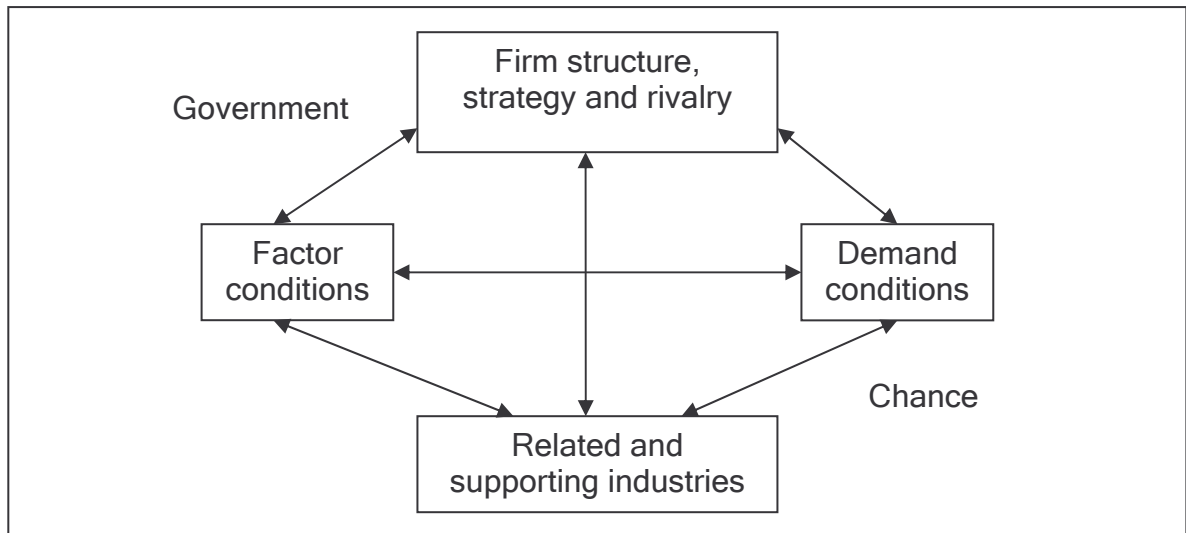 Firm structure,
strategy and rivalry
Government
Factor
conditions
Demand
conditions
Chance
Related and
supporting industries